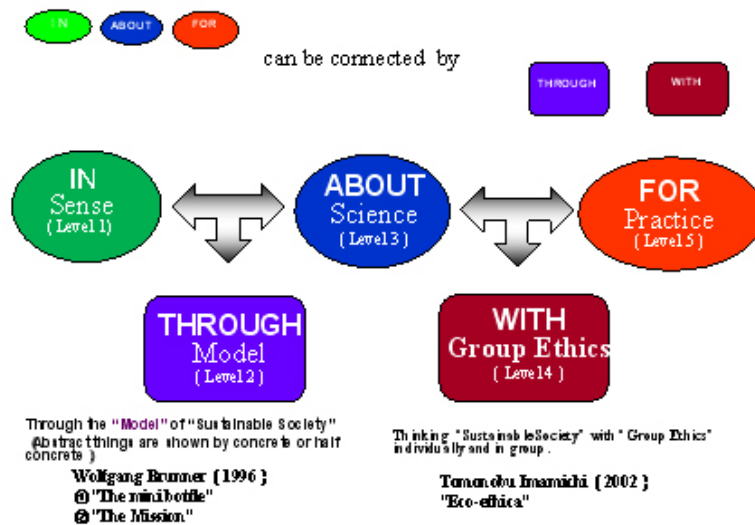 IN ABOUT FOR
can be connected by
THROUGH WITH
IN
Sense
(Level 1)
ABOUT
Science
(Level 3)
FOR
Practice
(Level 5)
THROUGH
Model
(Level 2)
WITH
Group Ethics
(Level 4)
Through the "Model" of "Sustainable Society"
(Abstract things are shown by concrete or half
concrete)
Wolfgang Brunner (1996)
① "The mini bottle"
② "The Mission"
Thinking "Sustainable Society" with "Group Ethics"
individually and in group.
Tomonobu Imamichi (2002)
"Eco-ethica"